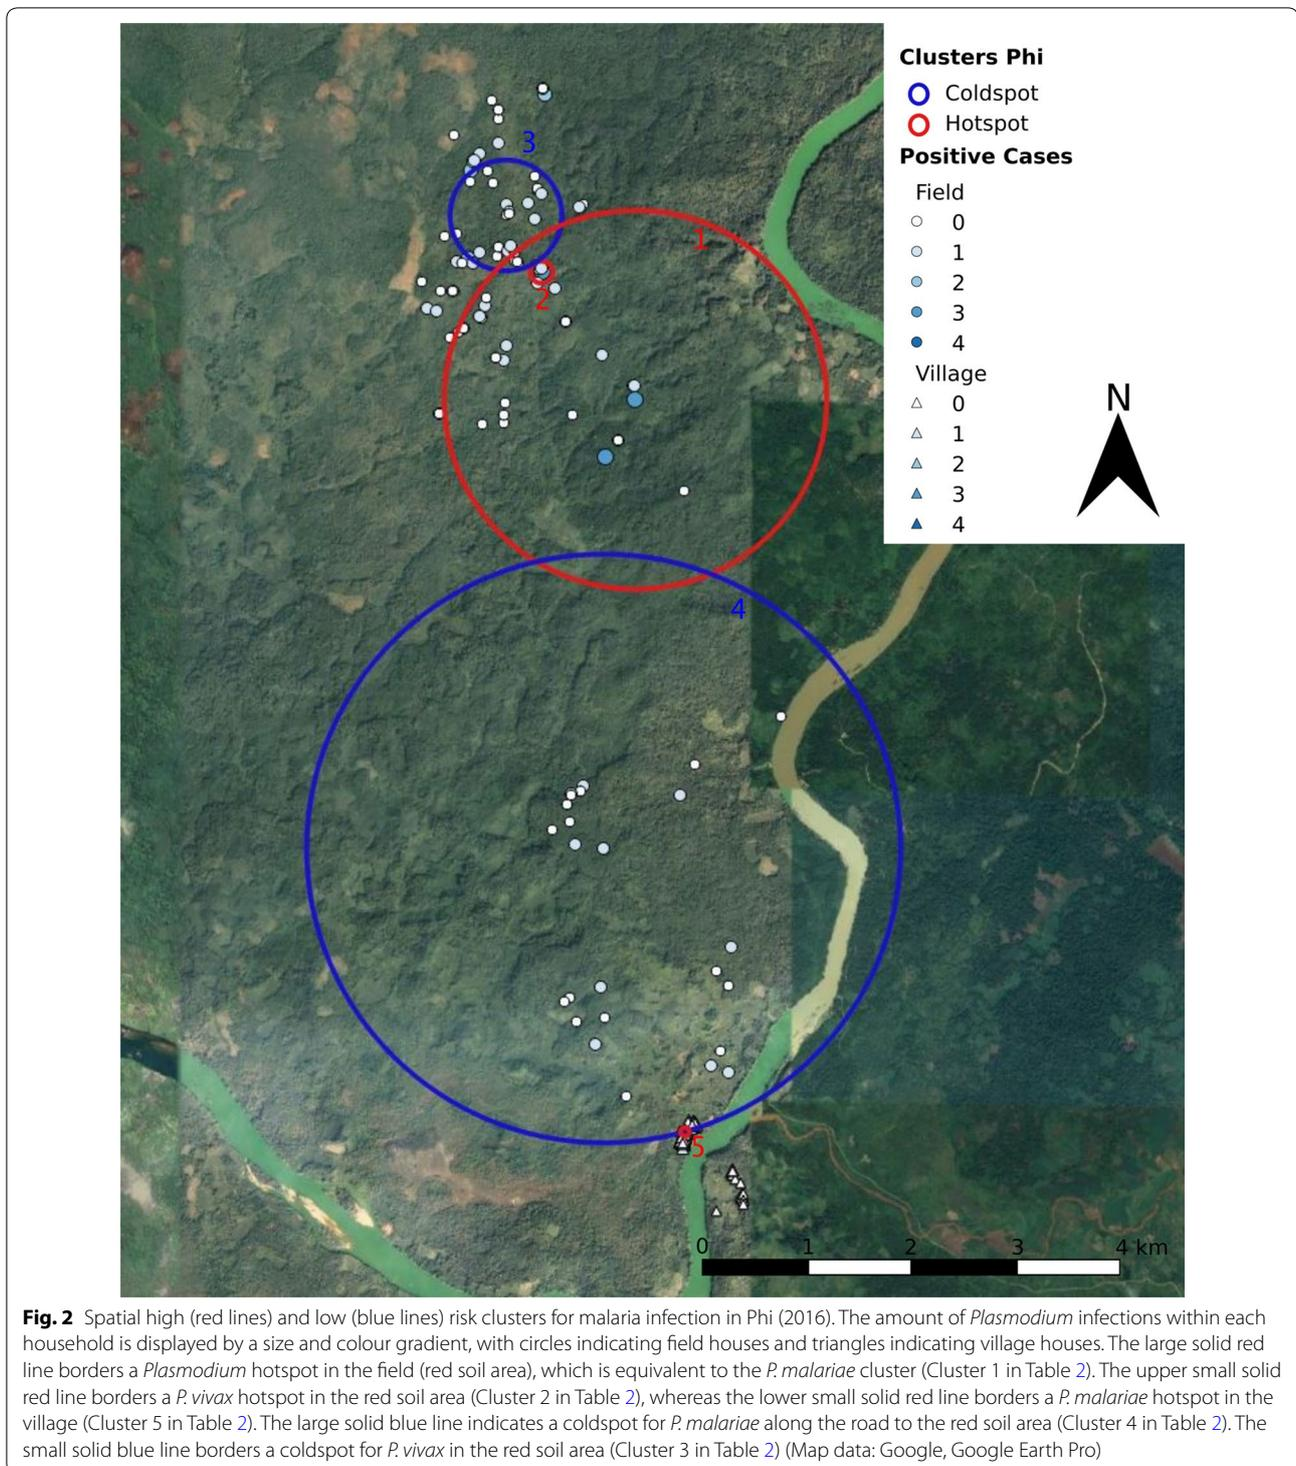 Clusters Phi
Coldspot
Hotspot
Positive Cases
Field
0
1
2
3
4
Village
0
1
2
3
4
N
3
1
2
4
5
0 1 2 3 4 km
Fig. 2 Spatial high (red lines) and low (blue lines) risk clusters for malaria infection in Phi (2016). The amount of Plasmodium infections within each
household is displayed by a size and colour gradient, with circles indicating field houses and triangles indicating village houses. The large solid red
line borders a Plasmodium hotspot in the field (red soil area), which is equivalent to the P. malariae cluster (Cluster 1 in Table 2). The upper small solid
red line borders a P. vivax hotspot in the red soil area (Cluster 2 in Table 2), whereas the lower small solid red line borders a P. malariae hotspot in the
village (Cluster 5 in Table 2). The large solid blue line indicates a coldspot for P. malariae along the road to the red soil area (Cluster 4 in Table 2). The
small solid blue line borders a coldspot for P. vivax in the red soil area (Cluster 3 in Table 2) (Map data: Google, Google Earth Pro)